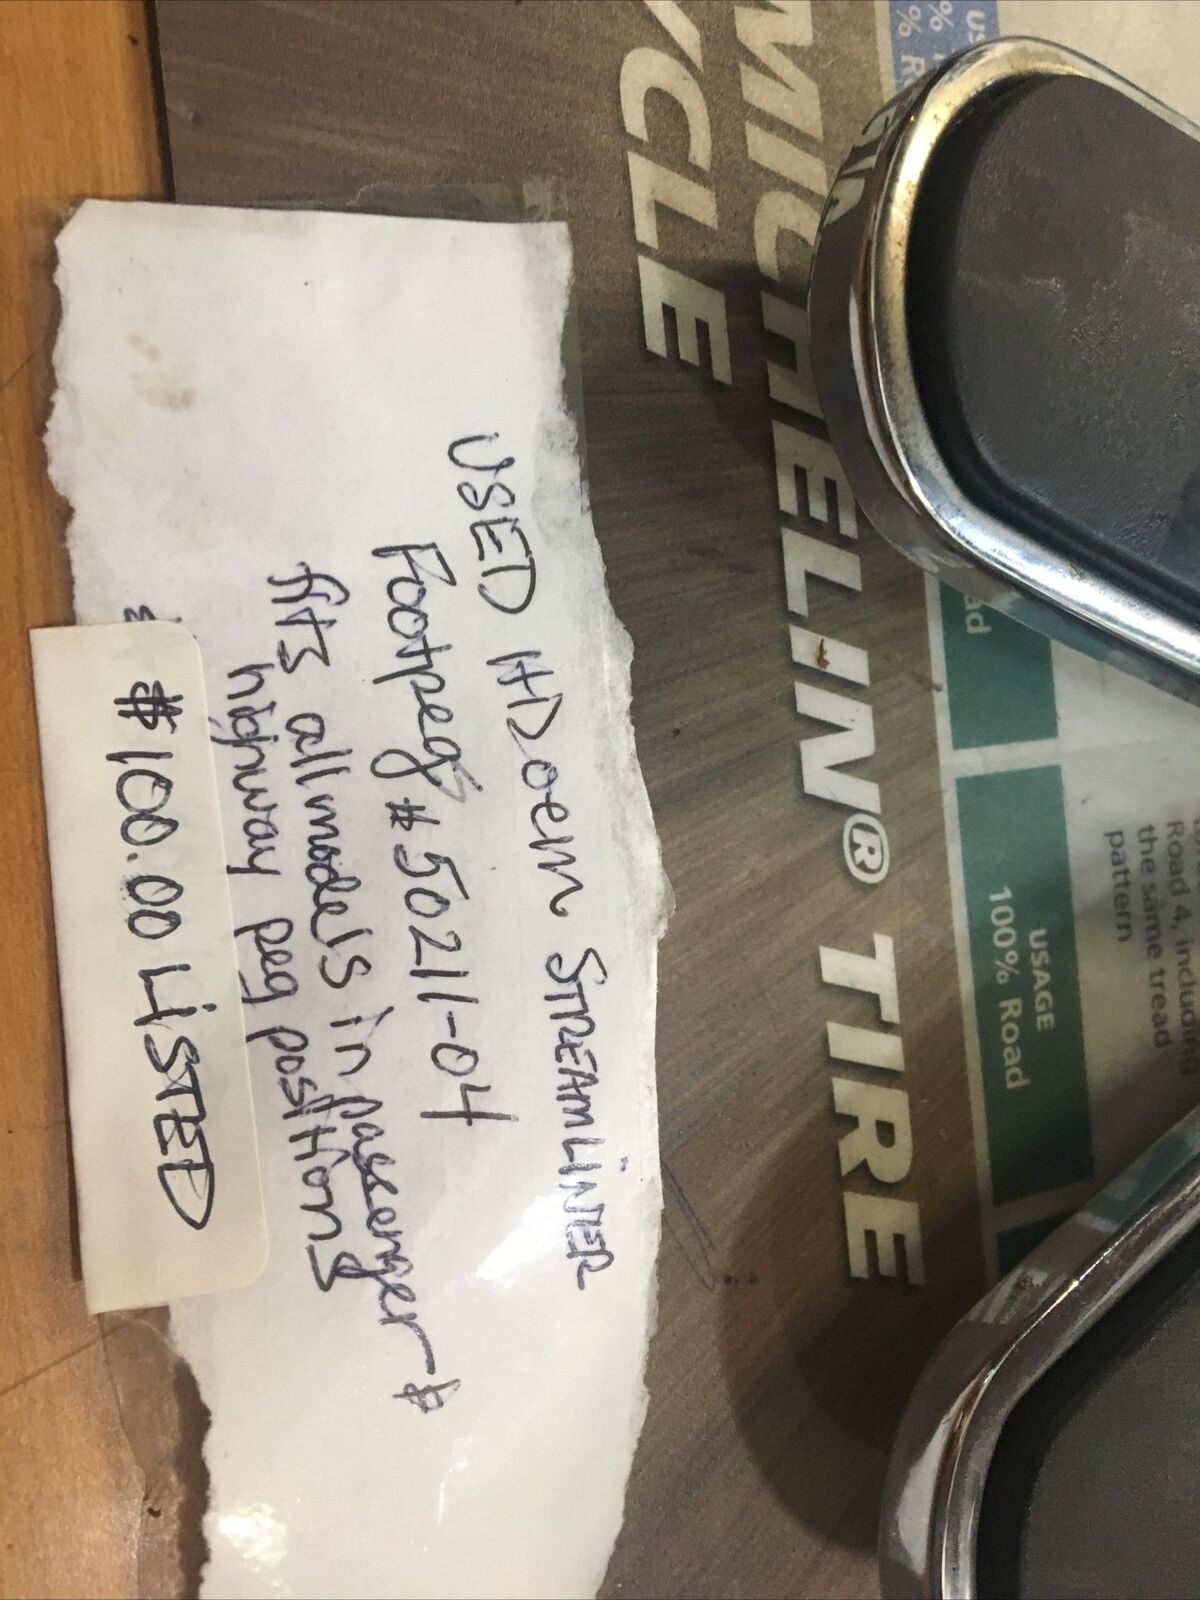 USED HD oem STREAMLINER
Footpegs # 50211-04
fits all models in passenger &
highway peg positions
$100.00 LiSTED
MICHELIN® TIRE
YCLE
USAGE
100% Road
Road 4, including
the same tread
pattern